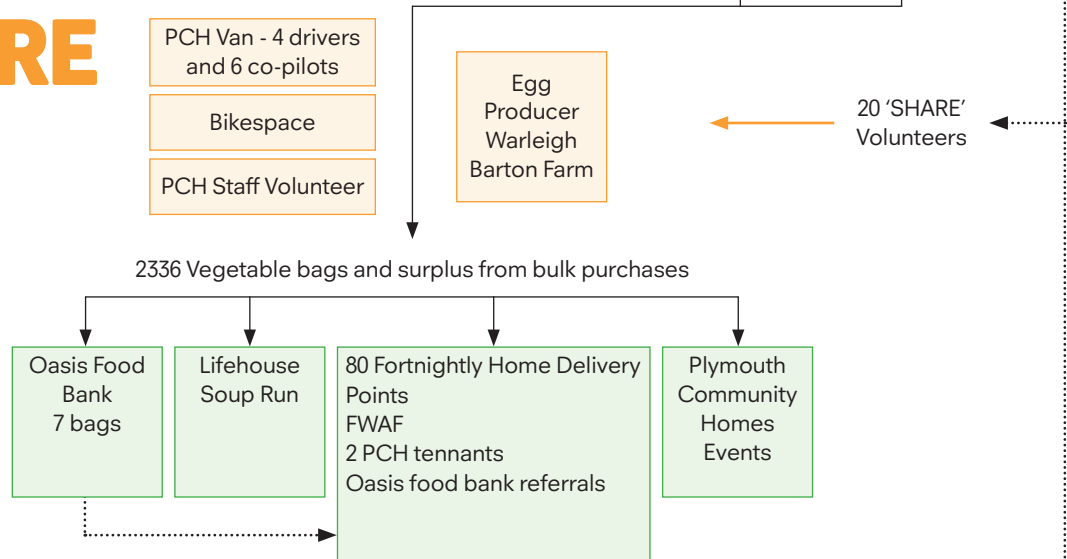 RE
PCH Van - 4 drivers
and 6 co-pilots
Bikespace
PCH Staff Volunteer
Egg
Producer
Warleigh
Barton Farm
20 ‘SHARE’
Volunteers
2336 Vegetable bags and surplus from bulk purchases
Oasis Food
Bank
7 bags
Lifehouse
Soup Run
80 Fortnightly Home Delivery
Points
FWAF
2 PCH tennants
Oasis food bank referrals
Plymouth
Community
Homes
Events